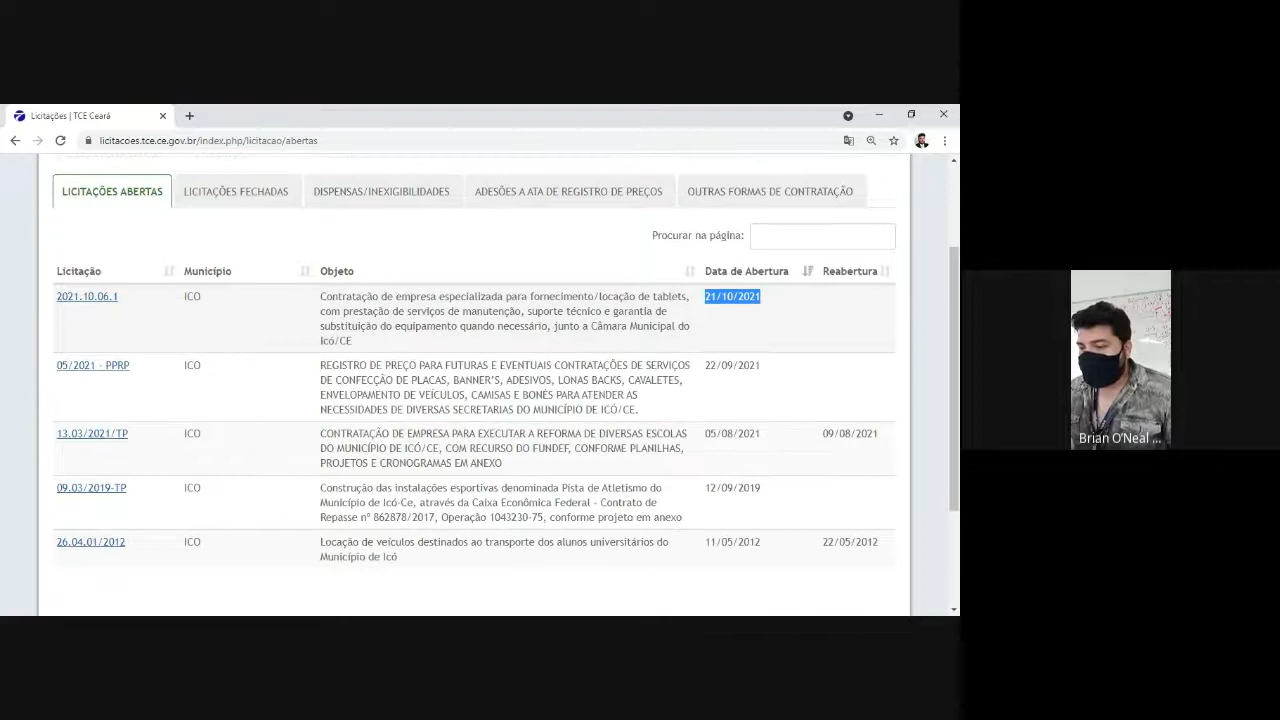 Licitações | TCE Ceará
licitacoes.tce.ce.gov.br/index.php/licitacao/abertas
LICITAÇÕES ABERTAS
LICITAÇÕES FECHADAS
DISPENSAS/INEXIGIBILIDADES
ADESÕES A ATA DE REGISTRO DE PREÇOS
OUTRAS FORMAS DE CONTRATAÇÃO
Procurar na página:
Licitação Município Objeto Data de Abertura Reabertura
2021.10.06.1 ICO Contratação de empresa especializada para fornecimento/locação de tablets, 21/10/2021
com prestação de serviços de manutenção, suporte técnico e garantia de
substituição do equipamento quando necessário, junto a Câmara Municipal do
Icó/CE
05/2021 - PPRP ICO REGISTRO DE PREÇO PARA FUTURAS E EVENTUAIS CONTRATAÇÕES DE SERVIÇOS 22/09/2021
DE CONFECÇÃO DE PLACAS, BANNER'S, ADESIVOS, LONAS BACKS, CAVALETES,
ENVELOPAMENTO DE VEÍCULOS, CAMISAS E BONÉS PARA ATENDER AS
NECESSIDADES DE DIVERSAS SECRETARIAS DO MUNICÍPIO DE ICÓ/CE.
13.03/2021/TP ICO CONTRATAÇÃO DE EMPRESA PARA EXECUTAR A REFORMA DE DIVERSAS ESCOLAS 05/08/2021 09/08/2021
DO MUNICÍPIO DE ICÓ/CE, COM RECURSO DO FUNDEF, CONFORME PLANILHAS,
PROJETOS E CRONOGRAMAS EM ANEXO
09.03/2019-TP ICO Construção das instalações esportivas denominada Pista de Atletismo do 12/09/2019
Município de Icó-Ce, através da Caixa Econômica Federal - Contrato de
Repasse nº 862878/2017, Operação 1043230-75, conforme projeto em anexo
26.04.01/2012 ICO Locação de veículos destinados ao transporte dos alunos universitários do 11/05/2012 22/05/2012
Município de Icó
Brian O'Neal ...